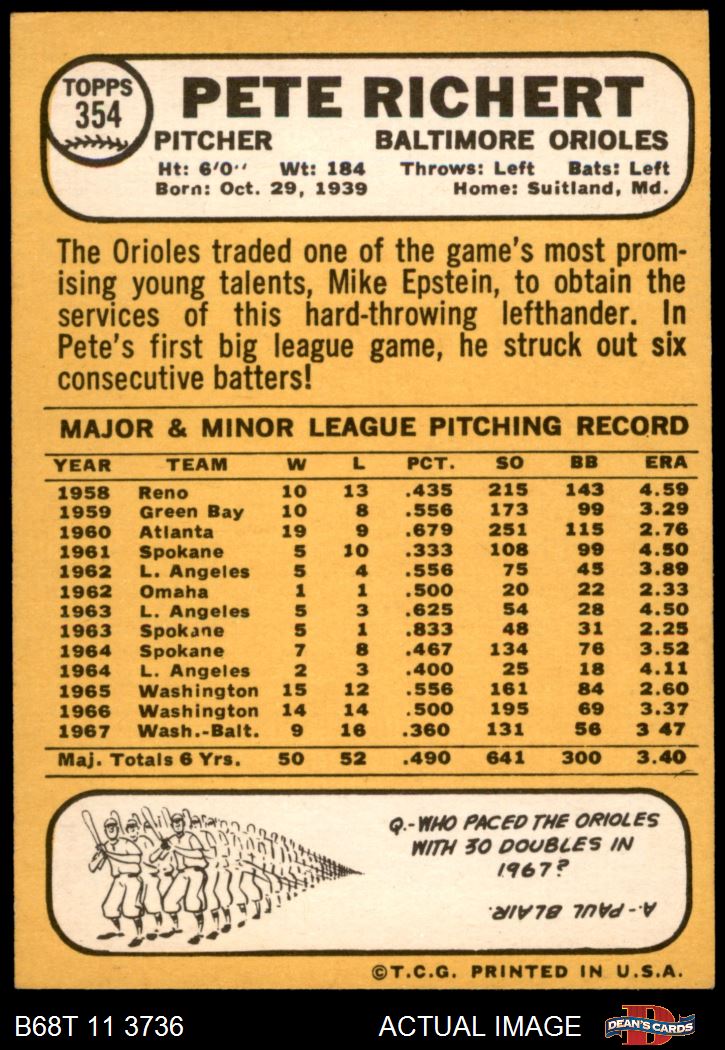 TOPPS
354
PETE RICHERT
PITCHER BALTIMORE ORIOLES
Ht: 6'0" Wt: 184 Throws: Left Bats: Left
Born: Oct. 29, 1939 Home: Suitland, Md.
The Orioles traded one of the game's most prom-
ising young talents, Mike Epstein, to obtain the
services of this hard-throwing lefthander. In
Pete's first big league game, he struck out six
consecutive batters!
MAJOR & MINOR LEAGUE PITCHING RECORD
YEAR TEAM W L PCT. SO BB ERA
1958 Reno 10 13 .435 215 143 4.59
1959 Green Bay 10 8 .556 173 99 3.29
1960 Atlanta 19 9 .679 251 115 2.76
1961 Spokane 5 10 .333 108 99 4.50
1962 L. Angeles 5 4 .556 75 45 3.89
1962 Omaha 1 1 .500 20 22 2.33
1963 L. Angeles 5 3 .625 54 28 4.50
1963 Spokane 5 1 .833 48 31 2.25
1964 Spokane 7 8 .467 134 76 3.52
1964 L. Angeles 2 3 .400 25 18 4.11
1965 Washington 15 12 .556 161 84 2.60
1966 Washington 14 14 .500 195 69 3.37
1967 Wash.-Balt. 9 16 .360 131 56 3 47
Maj. Totals 6 Yrs. 50 52 .490 641 300 3.40
Q.-WHO PACED THE ORIOLES
WITH 30 DOUBLES IN
1967?
A.-PAUL BLAIR.
©T.C.G. PRINTED IN U.S.A.
B68T 11 3736 ACTUAL IMAGE
D
DEAN'S CARDS